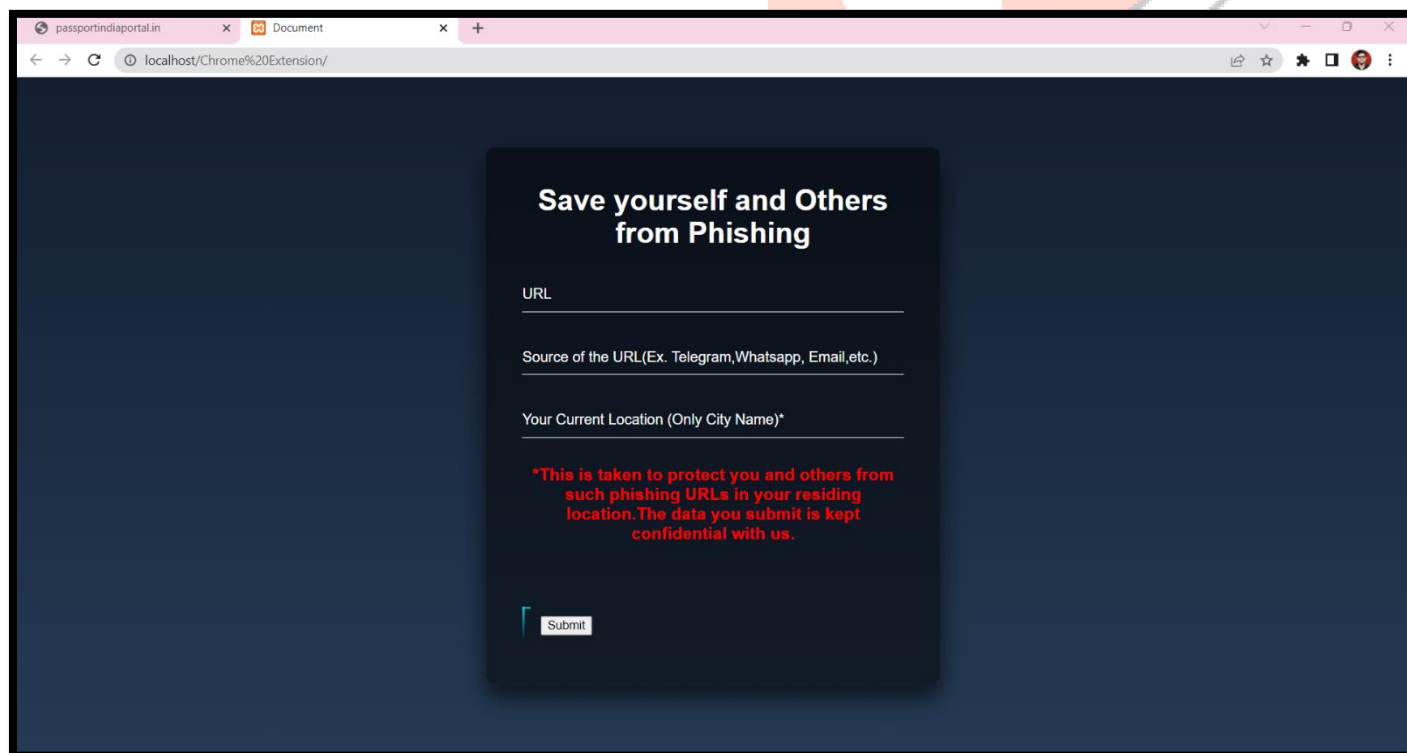 passportindiaportal.in
Document
localhost/Chrome%20Extension/
Save yourself and Others
from Phishing
URL
Source of the URL(Ex. Telegram,Whatsapp, Email,etc.)
Your Current Location (Only City Name)*
*This is taken to protect you and others from
such phishing URLs in your residing
location.The data you submit is kept
confidential with us.
Submit